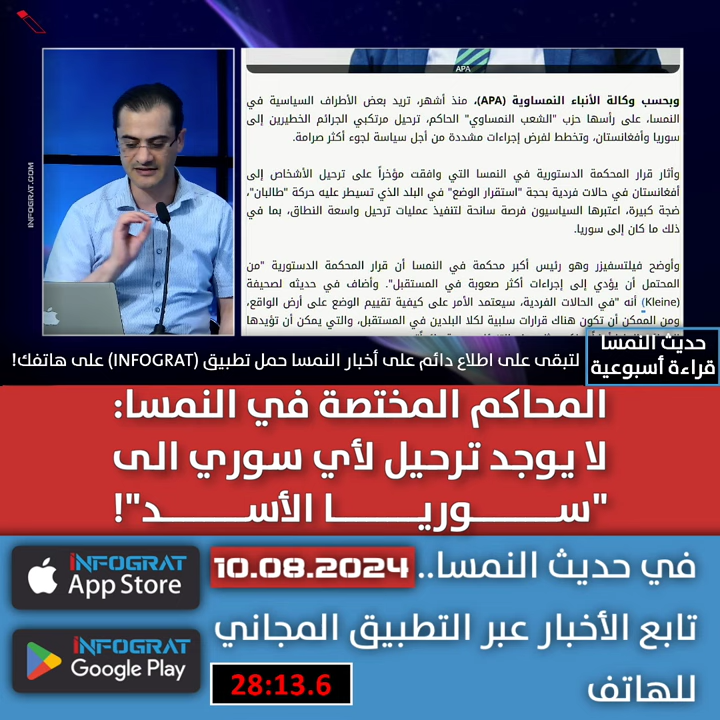 APA
وبحسب وكالة الأنباء النمساوية (APA)، منذ أشهر، تريد بعض الأطراف السياسية في
النمسا، على رأسها حزب "الشعب النمساوي" الحاكم، ترحيل مرتكبي الجرائم الخطيرين إلى
سوريا وأفغانستان، وتخطط لفرض إجراءات مشددة من أجل سياسة لجوء أكثر صرامة.
وأثار قرار المحكمة الدستورية في النمسا التي وافقت مؤخراً على ترحيل الأشخاص إلى
أفغانستان في حالات فردية بحجة "استقرار الوضع" في البلد الذي تسيطر عليه حركة "طالبان"،
ضجة كبيرة، اعتبرها السياسيون فرصة سانحة لتنفيذ عمليات ترحيل واسعة النطاق، بما في
ذلك ما كان إلى سوريا.
وأوضح فيلتسفيزر وهو رئيس أكبر محكمة في النمسا أن قرار المحكمة الدستورية "من
المحتمل أن يؤدي إلى إجراءات أكثر صعوبة في المستقبل". وأضاف في حديثه لصحيفة
(Kleine) أنه "في الحالات الفردية، سيعتمد الأمر على كيفية تقييم الوضع على أرض الواقع،
ومن الممكن أن تكون هناك قرارات سلبية لكلا البلدين في المستقبل، والتي يمكن أن تؤيدها
INFOGRAT.COM
حديث النمسا
قراءة أسبوعية
لتبقى على اطلاع دائم على أخبار النمسا حمل تطبيق (INFOGRAT) على هاتفك!
المحاكم المختصة في النمسا:
لا يوجد ترحيل لأي سوري الى
"ســـوريـــا الأســـد"!
في حديث النمسا.. 10.08.2024
تابع الأخبار عبر التطبيق المجاني
للهاتف
28:13.6
iNFOGRAT
App Store
iNFOGRAT
Google Play